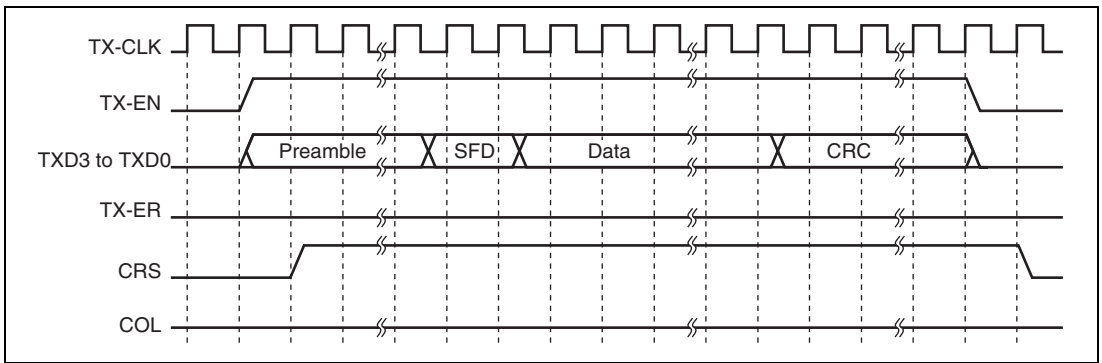 TX-CLK
TX-EN
TXD3 to TXD0
Preamble
SFD
Data
CRC
TX-ER
CRS
COL